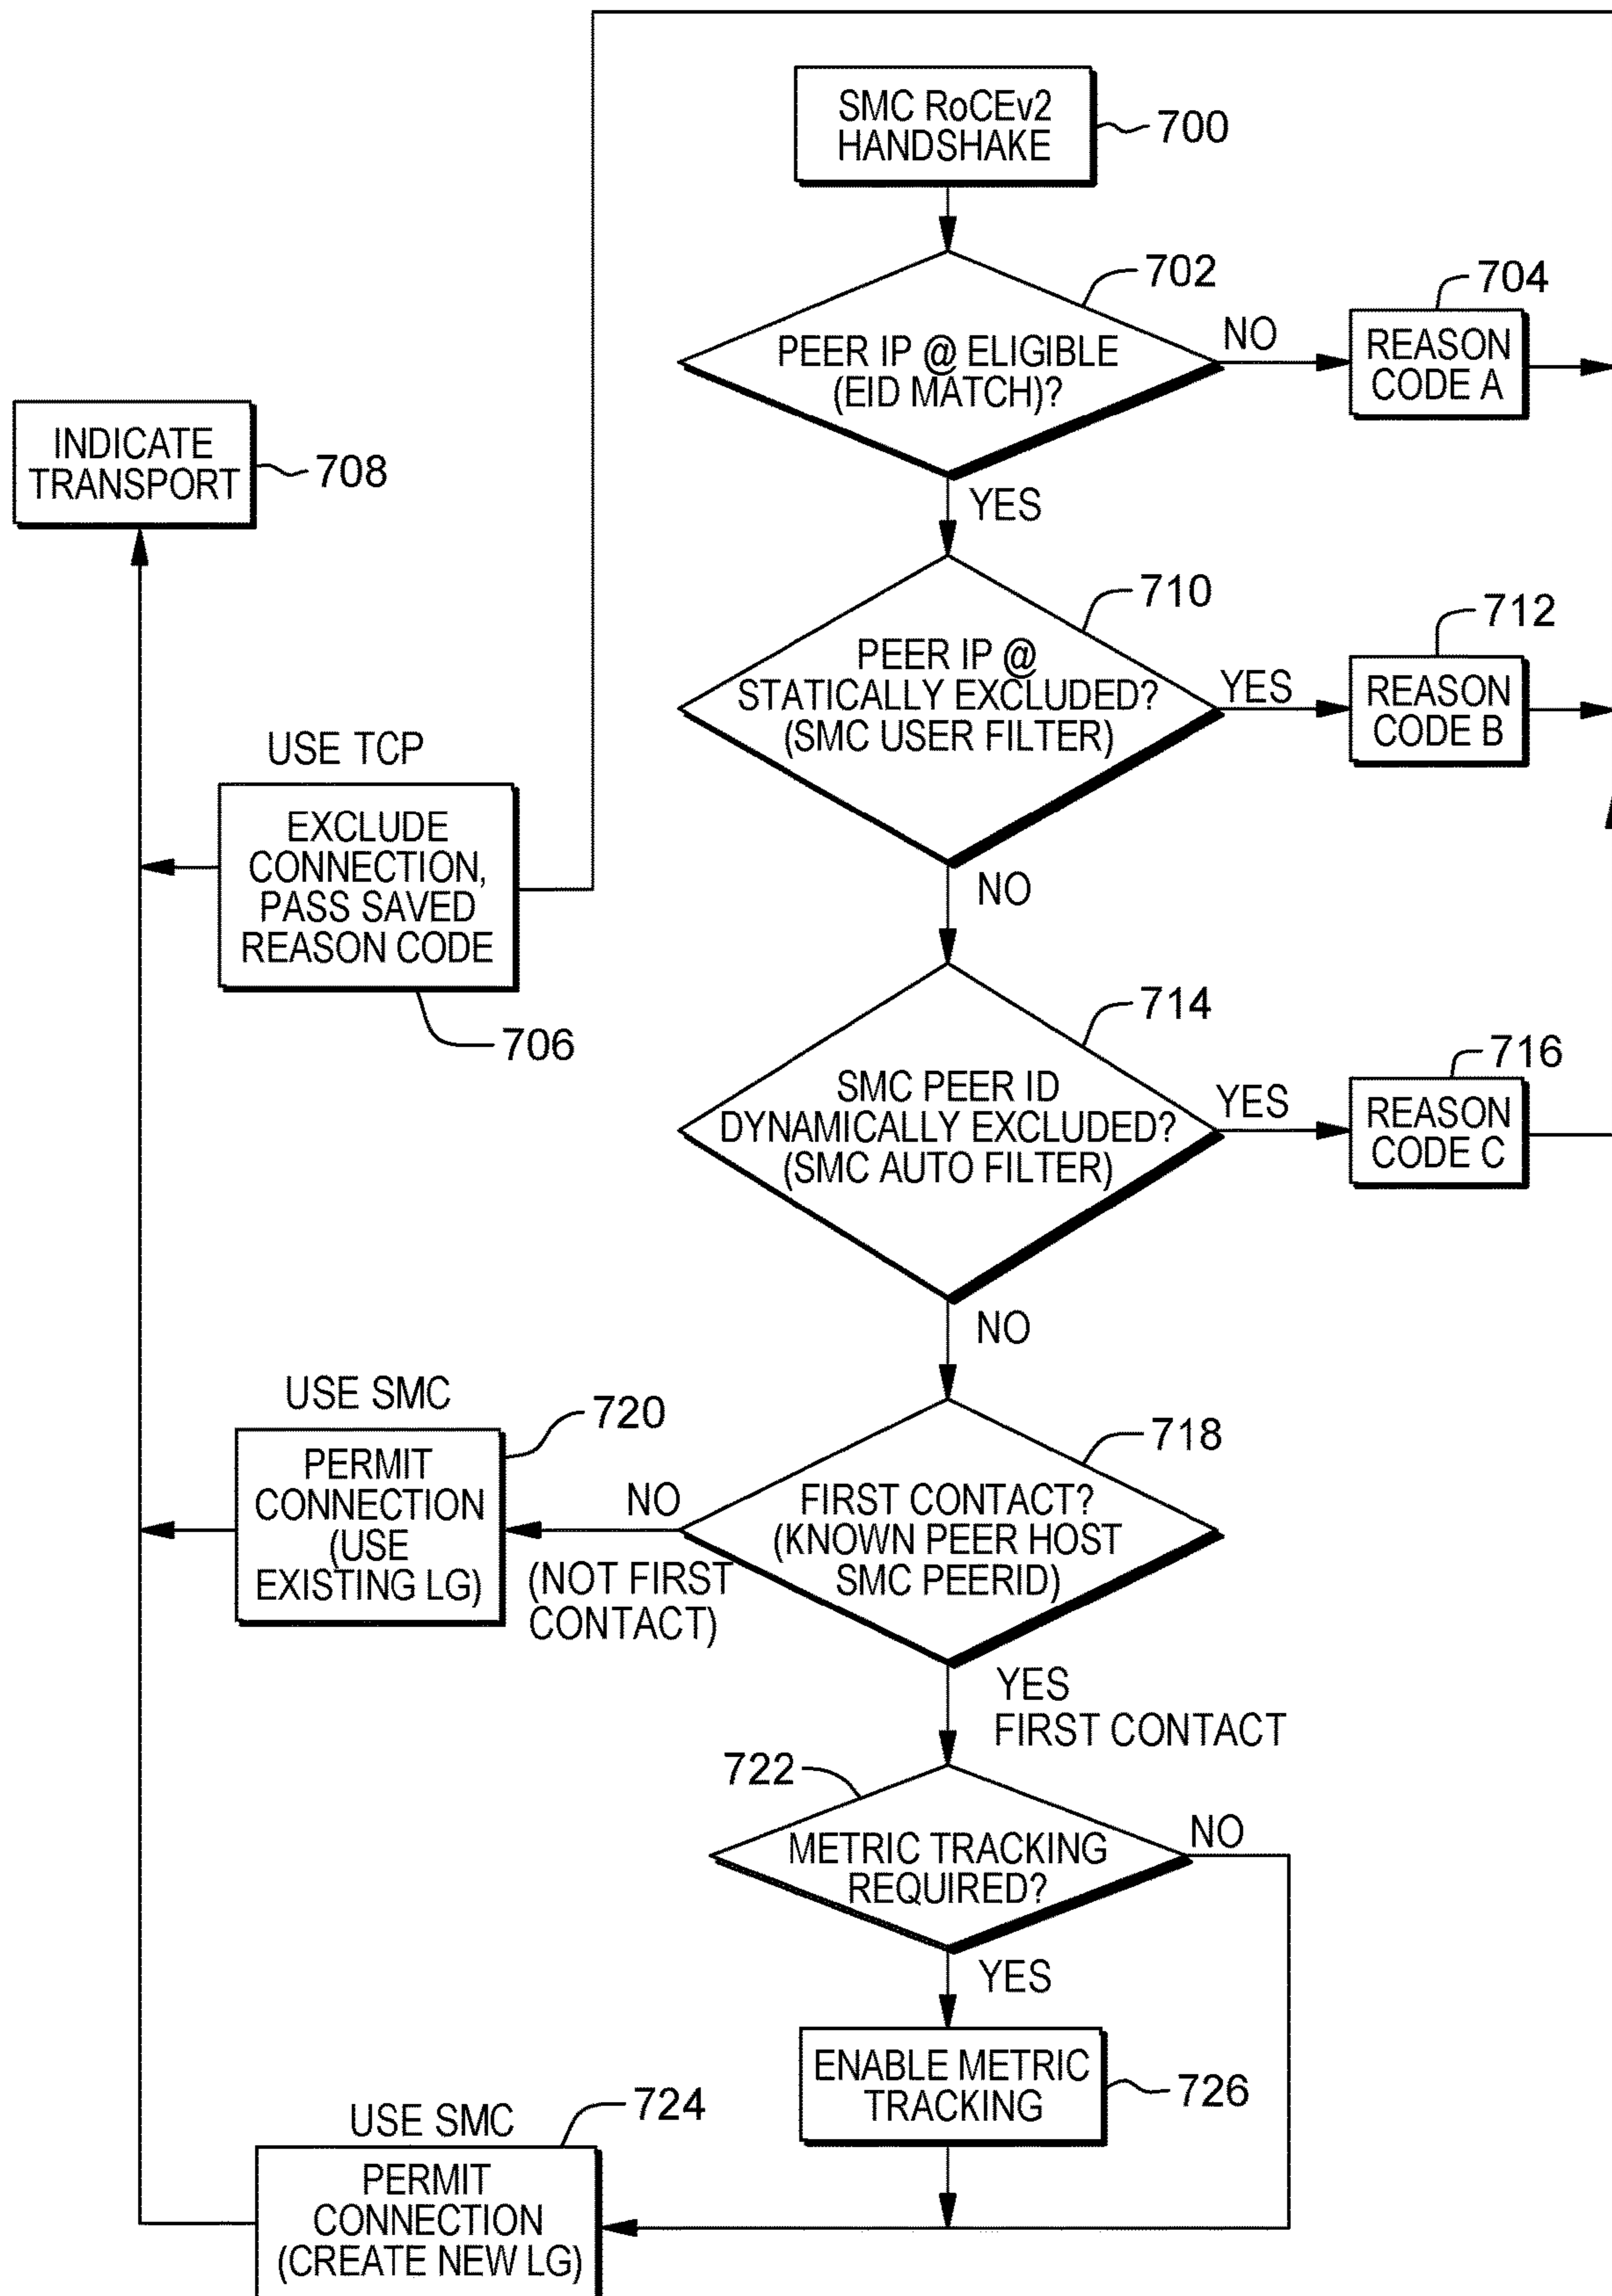 SMC RoCEv2
HANDSHAKE
700
702
PEER IP @ ELIGIBLE
(EID MATCH)?
NO
704
REASON
CODE A
YES
INDICATE
TRANSPORT
708
710
PEER IP @
STATICALLY EXCLUDED?
(SMC USER FILTER)
YES
712
REASON
CODE B
NO
USE TCP
EXCLUDE
CONNECTION,
PASS SAVED
REASON CODE
706
714
SMC PEER ID
DYNAMICALLY EXCLUDED?
(SMC AUTO FILTER)
YES
716
REASON
CODE C
NO
718
FIRST CONTACT?
(KNOWN PEER HOST
SMC PEERID)
NO
(NOT FIRST
CONTACT)
USE SMC
720
PERMIT
CONNECTION
(USE
EXISTING LG)
YES
FIRST CONTACT
722
METRIC TRACKING
REQUIRED?
NO
YES
ENABLE METRIC
TRACKING
726
USE SMC
724
PERMIT
CONNECTION
(CREATE NEW LG)